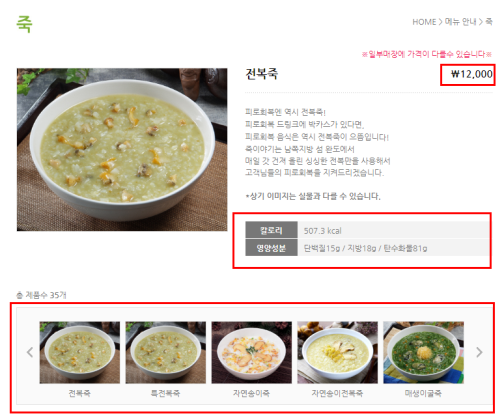 죽
HOME > 메뉴 안내 > 죽
※일부매장에 가격이 다를수 있습니다※
전복죽
₩12,000
피로회복엔 역시 전복죽!
피로회복 드링크에 박카스가 있다면,
피로회복 음식은 역시 전복죽이 으뜸입니다!
죽이야기는 남쪽지방 섬 완도에서
매일 갓 건져 올린 싱싱한 전복만을 사용해서
고객님들의 피로회복을 지켜드리겠습니다.
*상기 이미지는 실물과 다를 수 있습니다.
칼로리 507.3 kcal
영양성분 단백질15g / 지방18g / 탄수화물81g
총 제품수 35개
< >
전복죽 특전복죽 자연송이죽 자연송이전복죽 매생이굴죽